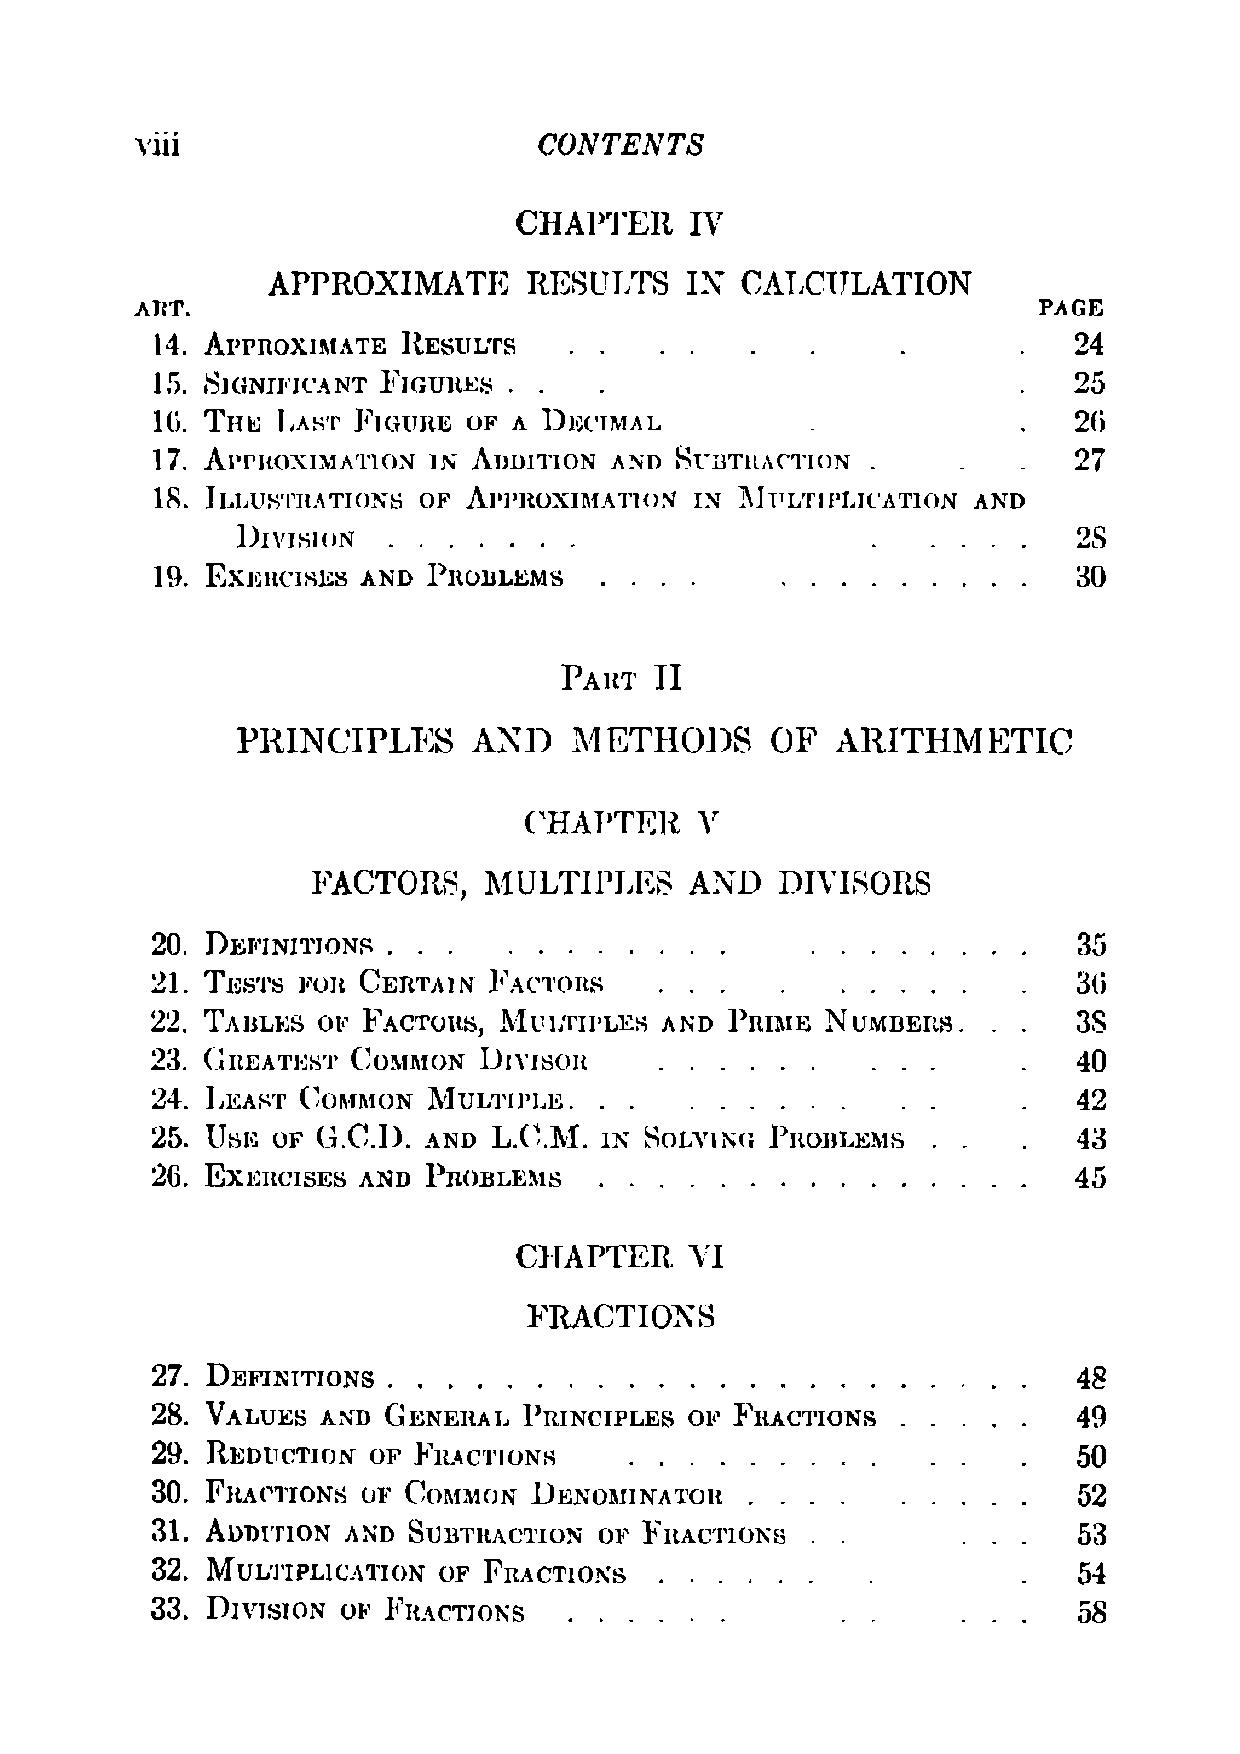 viii CONTENTS
CHAPTER IV
APPROXIMATE RESULTS IN CALCULATION
ART. PAGE
14. APPROXIMATE RESULTS . . . . . . . . 24
15. SIGNIFICANT FIGURES . . . . 25
16. THE LAST FIGURE OF A DECIMAL . . 26
17. APPROXIMATION IN ADDITION AND SUBTRACTION . . . 27
18. ILLUSTRATIONS OF APPROXIMATION IN MULTIPLICATION AND
DIVISION . . . . . . . . . . . . 28
19. EXERCISES AND PROBLEMS . . . . . . . . . . . . . 30
PART II
PRINCIPLES AND METHODS OF ARITHMETIC
CHAPTER V
FACTORS, MULTIPLES AND DIVISORS
20. DEFINITIONS . . . . . . . . . . . . . . . . . . . 35
21. TESTS FOR CERTAIN FACTORS . . . . . . . . . . 36
22. TABLES OF FACTORS, MULTIPLES AND PRIME NUMBERS . . . 38
23. GREATEST COMMON DIVISOR . . . . . . . . . . 40
24. LEAST COMMON MULTIPLE . . . . . . . . . . . . 42
25. USE OF G.C.D. AND L.C.M. IN SOLVING PROBLEMS . . . 43
26. EXERCISES AND PROBLEMS . . . . . . . . . . . . . . . 45
CHAPTER VI
FRACTIONS
27. DEFINITIONS . . . . . . . . . . . . . . . . . . . . . . 48
28. VALUES AND GENERAL PRINCIPLES OF FRACTIONS . . . . . 49
29. REDUCTION OF FRACTIONS . . . . . . . . . . . . 50
30. FRACTIONS OF COMMON DENOMINATOR . . . . . . . . . 52
31. ADDITION AND SUBTRACTION OF FRACTIONS . . . . . 53
32. MULTIPLICATION OF FRACTIONS . . . . . . . . 54
33. DIVISION OF FRACTIONS . . . . . . . . . . . 58